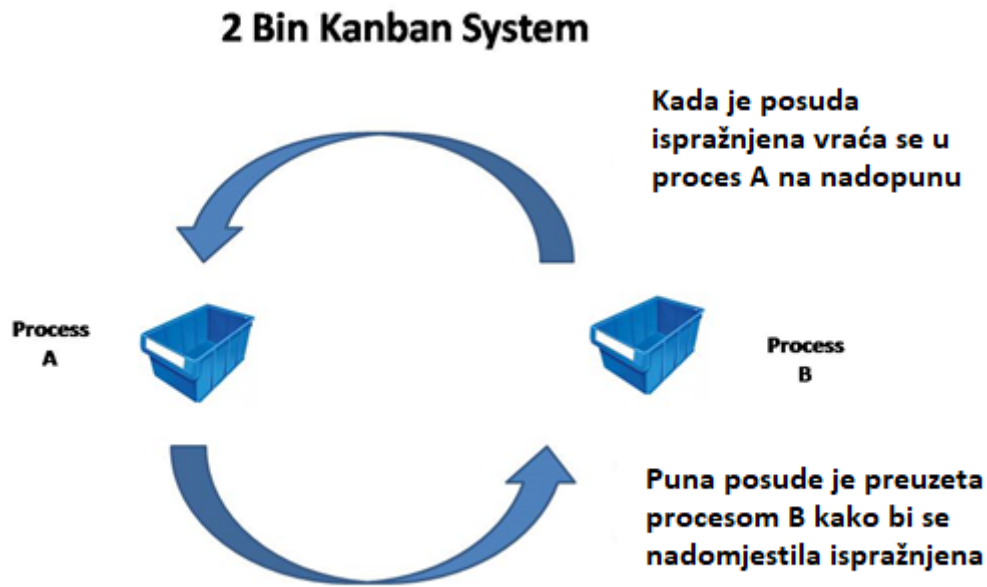 2 Bin Kanban System
Kada je posuda
ispražnjena vraća se u
proces A na nadopunu
Process
A
Process
B
Puna posude je preuzeta
procesom B kako bi se
nadomjestila ispražnjena